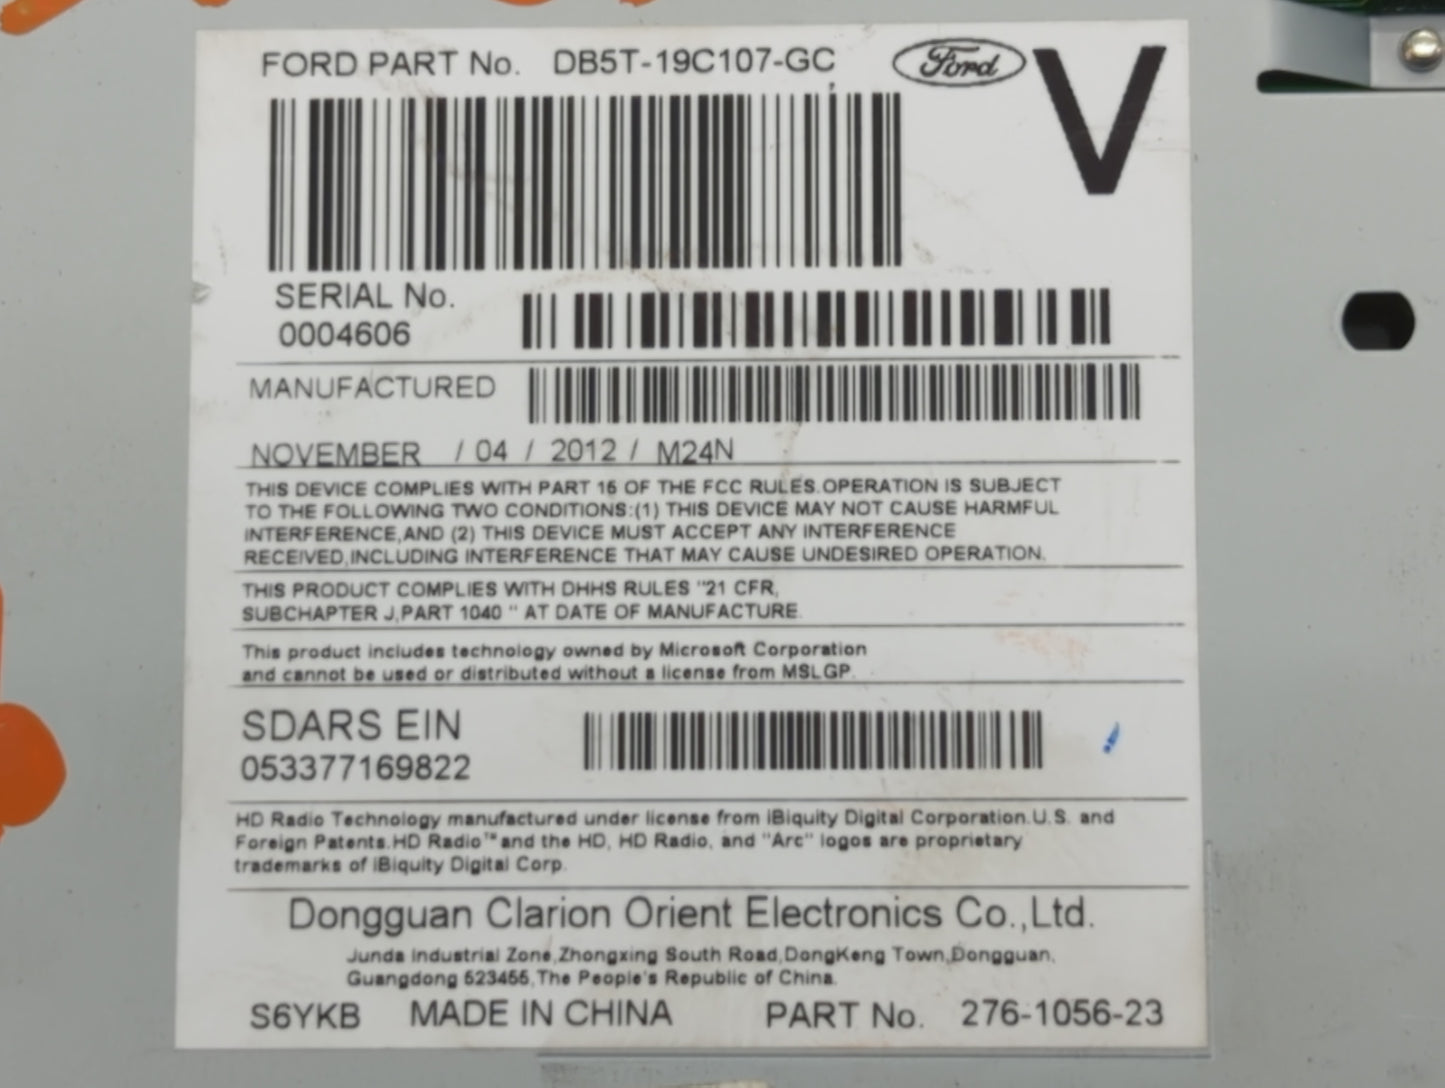 FORD PART No. DB5T-19C107-GC Ford V
SERIAL No.
0004606
MANUFACTURED
NOVEMBER / 04 / 2012 / M24N
THIS DEVICE COMPLIES WITH PART 15 OF THE FCC RULES.OPERATION IS SUBJECT
TO THE FOLLOWING TWO CONDITIONS:(1) THIS DEVICE MAY NOT CAUSE HARMFUL
INTERFERENCE,AND (2) THIS DEVICE MUST ACCEPT ANY INTERFERENCE
RECEIVED,INCLUDING INTERFERENCE THAT MAY CAUSE UNDESIRED OPERATION.
THIS PRODUCT COMPLIES WITH DHHS RULES "21 CFR,
SUBCHAPTER J,PART 1040 " AT DATE OF MANUFACTURE.
This product includes technology owned by Microsoft Corporation
and cannot be used or distributed without a license from MSLGP.
SDARS EIN
053377169822
HD Radio Technology manufactured under license from iBiquity Digital Corporation.U.S. and
Foreign Patents.HD Radio™ and the HD, HD Radio, and "Arc" logos are proprietary
trademarks of iBiquity Digital Corp.
Dongguan Clarion Orient Electronics Co.,Ltd.
Junda Industrial Zone,Zhongxing South Road,DongKeng Town,Dongguan,
Guangdong 523455,The People's Republic of China.
S6YKB MADE IN CHINA PART No. 276-1056-23